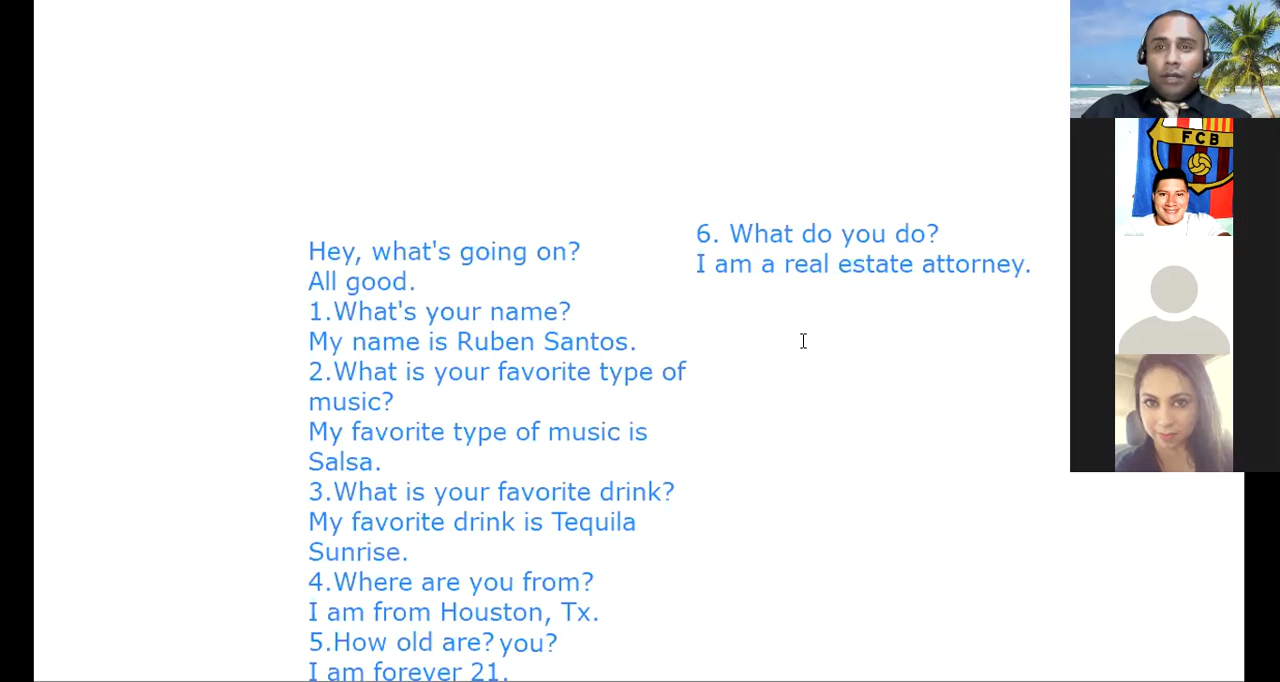 Hey, what's going on?
All good.
1.What's your name?
My name is Ruben Santos.
2.What is your favorite type of
music?
My favorite type of music is
Salsa.
3.What is your favorite drink?
My favorite drink is Tequila
Sunrise.
4.Where are you from?
I am from Houston, Tx.
5.How old are? you?
I am forever 21.
6. What do you do?
I am a real estate attorney.
FCB